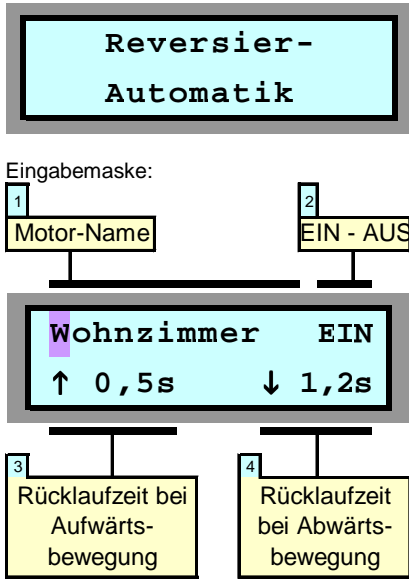 Reversier-
Automatik
Eingabemaske:
1
2
Motor-Name
EIN - AUS
Wohnzimmer EIN
↑ 0,5s ↓ 1,2s
3
4
Rücklaufzeit bei
Aufwärts-
bewegung
Rücklaufzeit
bei Abwärts-
bewegung